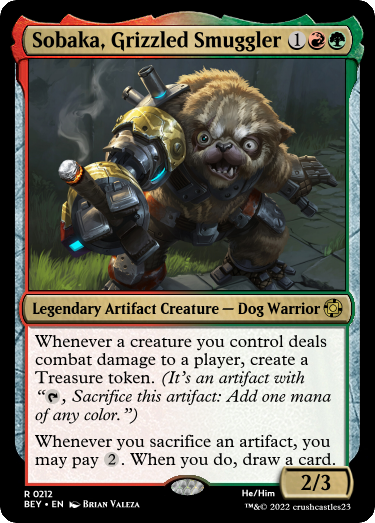 Sobaka, Grizzled Smuggler 1
Legendary Artifact Creature — Dog Warrior
Whenever a creature you control deals
combat damage to a player, create a
Treasure token. (It's an artifact with
“, Sacrifice this artifact: Add one mana
of any color.”)
Whenever you sacrifice an artifact, you
may pay 2. When you do, draw a card.
2/3
R 0212
He/Him
BEY • EN Brian Valeza
™&© 2022 crushcastles23